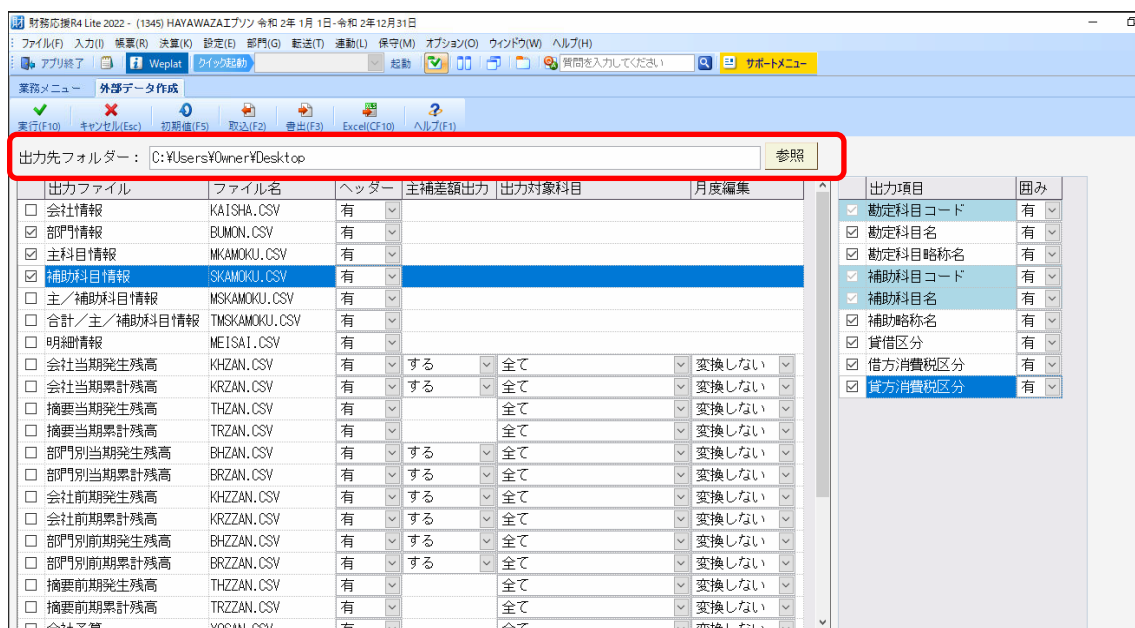 財務応援R4 Lite 2022 - (1345) HAYAWAZAエプソン 令和 2年 1月 1日-令和 2年12月31日
ファイル(F) 入力(I) 帳票(R) 決算(K) 設定(E) 部門(G) 転送(T) 連動(L) 保守(M) オプション(O) ウィンドウ(W) ヘルプ(H)
アプリ終了 i Weplat クイック起動 起動 質問を入力してください サポートメニュー
業務メニュー 外部データ作成
実行(F10) キャンセル(Esc) 初期値(F5) 取込(F2) 書出(F3) Excel(CF10) ヘルプ(F1)
出力先フォルダー： C:¥Users¥Owner¥Desktop 参照
出力ファイル ファイル名 ヘッダー 主補差額出力 出力対象科目 月度編集 出力項目 囲み
会社情報 KAISHA.CSV 有 勘定科目コード 有
部門情報 BUMON.CSV 有 勘定科目名 有
主科目情報 MKAMOKU.CSV 有 勘定科目略称名 有
補助科目情報 SKAMOKU.CSV 有 補助科目コード 有
主／補助科目情報 MSKAMOKU.CSV 有 補助科目名 有
合計／主／補助科目情報 TMSKAMOKU.CSV 有 補助略称名 有
明細情報 MEISAI.CSV 有 貸借区分 有
会社当期発生残高 KHZAN.CSV 有 する 全て 変換しない 借方消費税区分 有
会社当期累計残高 KRZAN.CSV 有 する 全て 変換しない 貸方消費税区分 有
摘要当期発生残高 THZAN.CSV 有 全て 変換しない
摘要当期累計残高 TRZAN.CSV 有 全て 変換しない
部門別当期発生残高 BHZAN.CSV 有 する 全て 変換しない
部門別当期累計残高 BRZAN.CSV 有 する 全て 変換しない
会社前期発生残高 KHZZAN.CSV 有 する 全て 変換しない
会社前期累計残高 KRZZAN.CSV 有 する 全て 変換しない
部門別前期発生残高 BHZZAN.CSV 有 する 全て 変換しない
部門別前期累計残高 BRZZAN.CSV 有 する 全て 変換しない
摘要前期発生残高 THZZAN.CSV 有 全て 変換しない
摘要前期累計残高 TRZZAN.CSV 有 全て 変換しない